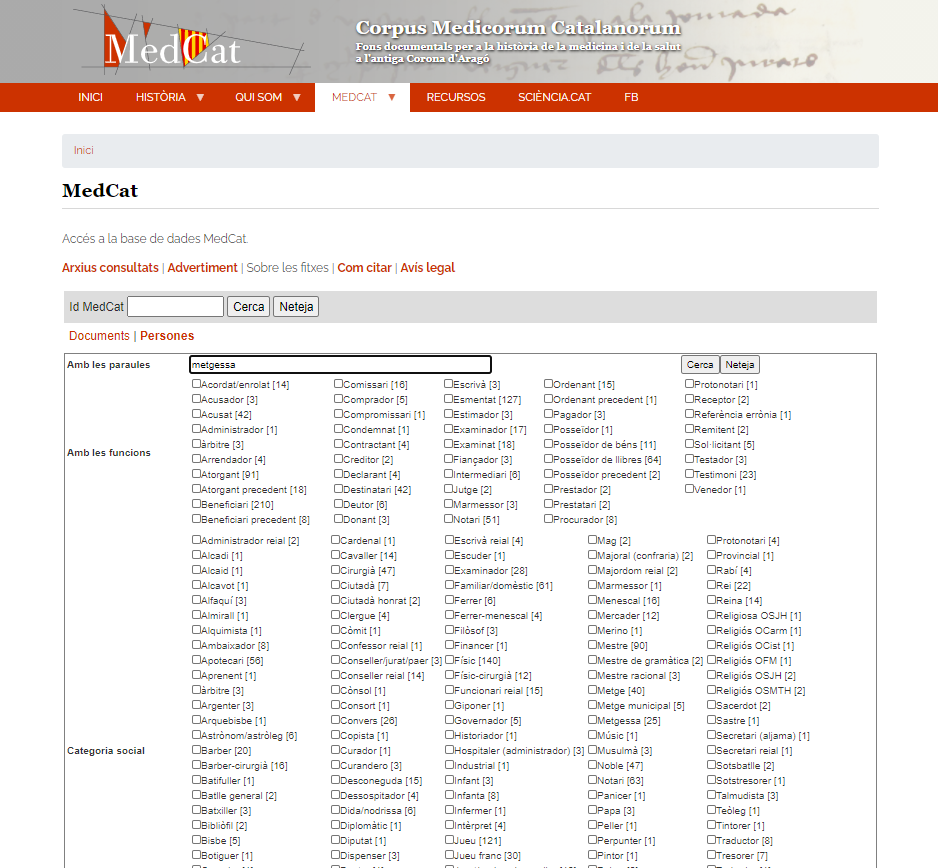 MedCat
Corpus Medicorum Catalanorum
Fons documentals per a la història de la medicina i de la salut
a l'antiga Corona d'Aragó
INICI HISTÒRIA ▼ QUI SOM ▼ MEDCAT ▼ RECURSOS SCIÈNCIA.CAT FB
Inici
MedCat
Accés a la base de dades MedCat.
Arxius consultats | Advertiment | Sobre les fitxes | Com citar | Avís legal
Id MedCat Cerca Neteja
Documents | Persones
Amb les paraules metgessa Cerca Neteja
Acordat/enrolat [14] Comissari [16] Escrivà [3] Ordenant [15] Protonotari [1]
Acusador [3] Comprador [5] Esmentat [127] Ordenant precedent [1] Receptor [2]
Acusat [42] Compromissari [1] Estimador [3] Pagador [3] Referència errònia [1]
Administrador [1] Condemnat [1] Examinador [17] Posseïdor [1] Remitent [2]
àrbitre [3] Contractant [4] Examinat [18] Posseïdor de béns [11] Sol·licitant [5]
Amb les funcions
Arrendador [4] Creditor [2] Fiançador [3] Posseïdor de llibres [64] Testador [3]
Atorgant [91] Declarant [4] Intermediari [6] Posseïdor precedent [2] Testimoni [23]
Atorgant precedent [18] Destinatari [42] Jutge [2] Prestador [2] Venedor [1]
Beneficiari [210] Deutor [6] Marmessor [3] Prestatari [2]
Beneficiari precedent [8] Donant [3] Notari [51] Procurador [8]
Administrador reial [2] Cardenal [1] Escrivà reial [4] Mag [2] Protonotari [4]
Alcadi [1] Cavaller [14] Escuder [1] Majoral (confraria) [2] Provincial [1]
Alcaid [1] Cirurgià [47] Examinador [28] Majordom reial [2] Rabí [4]
Alcavot [1] Ciutadà [7] Familiar/domèstic [61] Marmessor [1] Rei [22]
Alfaquí [3] Ciutadà honrat [2] Ferrer [6] Menescal [16] Reina [14]
Almirall [1] Clergue [4] Ferrer-menescal [4] Mercader [12] Religiosa OSJH [1]
Alquimista [1] Còmit [1] Filòsof [3] Merino [1] Religiós OCarm [1]
Ambaixador [8] Confessor reial [1] Financer [1] Mestre [90] Religiós OCist [1]
Apotecari [56] Conseller/jurat/paer [3] Físic [140] Mestre de gramàtica [2] Religiós OFM [1]
Aprenent [1] Conseller reial [14] Físic-cirurgià [12] Mestre racional [3] Religiós OSJH [2]
àrbitre [3] Cònsol [1] Funcionari reial [15] Metge [40] Religiós OSMTH [2]
Argenter [3] Consort [1] Giponer [1] Metge municipal [5] Sacerdot [2]
Arquebisbe [1] Convers [26] Governador [5] Metgessa [25] Sastre [1]
Astrònom/astròleg [6] Copista [1] Historiador [1] Músic [1] Secretari (aljama) [1]
Categoria social
Barber [20] Curador [1] Hospitaler (administrador) [3] Musulmà [3] Secretari reial [1]
Barber-cirurgià [16] Curandero [3] Industrial [1] Noble [47] Sotsbatlle [2]
Batifuller [1] Desconeguda [15] Infant [3] Notari [63] Sotstresorer [1]
Batlle general [2] Dessospitador [4] Infanta [8] Panicer [1] Talmudista [3]
Batxiller [3] Dida/nodrissa [6] Infermer [1] Papa [3] Teòleg [1]
Bibliòfil [2] Diplomàtic [1] Intèrpret [4] Peller [1] Tintorer [1]
Bisbe [5] Diputat [1] Jueu [121] Perpunter [1] Traductor [8]
Botiguer [1] Dispenser [3] Jueu franc [30] Pintor [1] Tresorer [7]